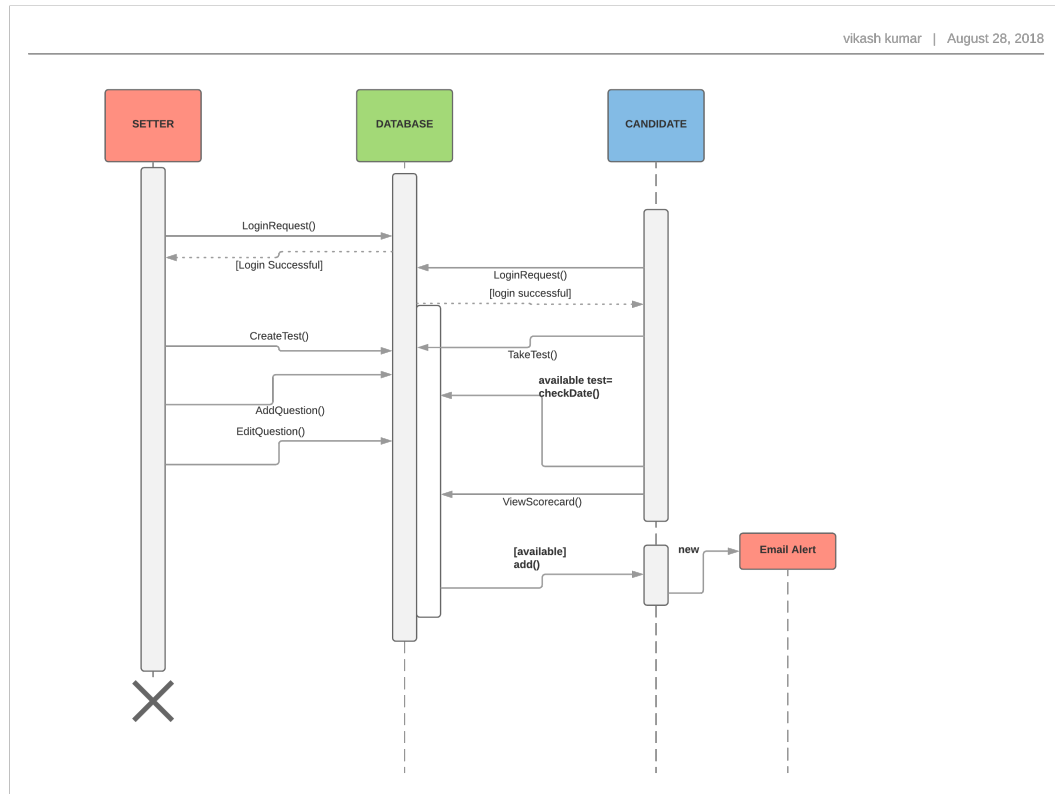 vikash kumar | August 28, 2018
SETTER
DATABASE
CANDIDATE
LoginRequest()
[Login Successful]
LoginRequest()
[login successful]
CreateTest()
TakeTest()
available test=
checkDate()
AddQuestion()
EditQuestion()
ViewScorecard()
[available]
add()
new
Email Alert